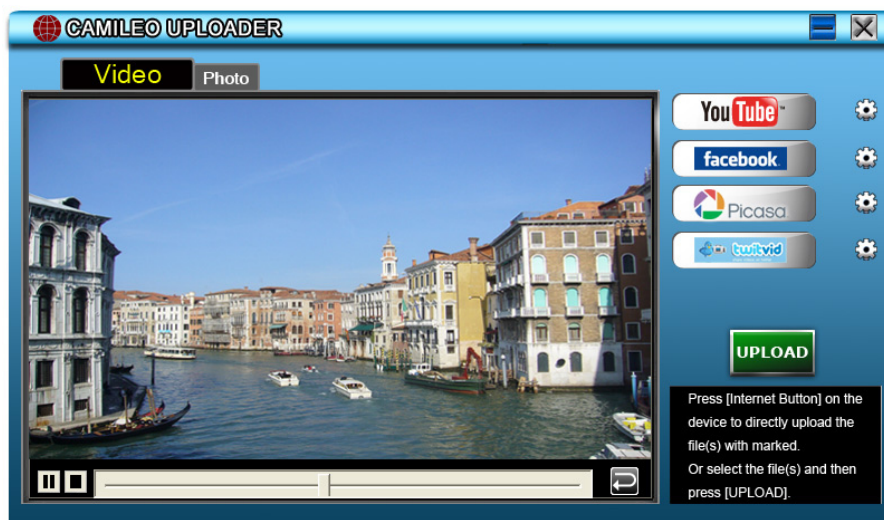 CAMILEO UPLOADER
Video
Photo
YouTube™
facebook
Picasa
twitvid
UPLOAD
Press [Internet Button] on the
device to directly upload the
file(s) with marked.
Or select the file(s) and then
press [UPLOAD].